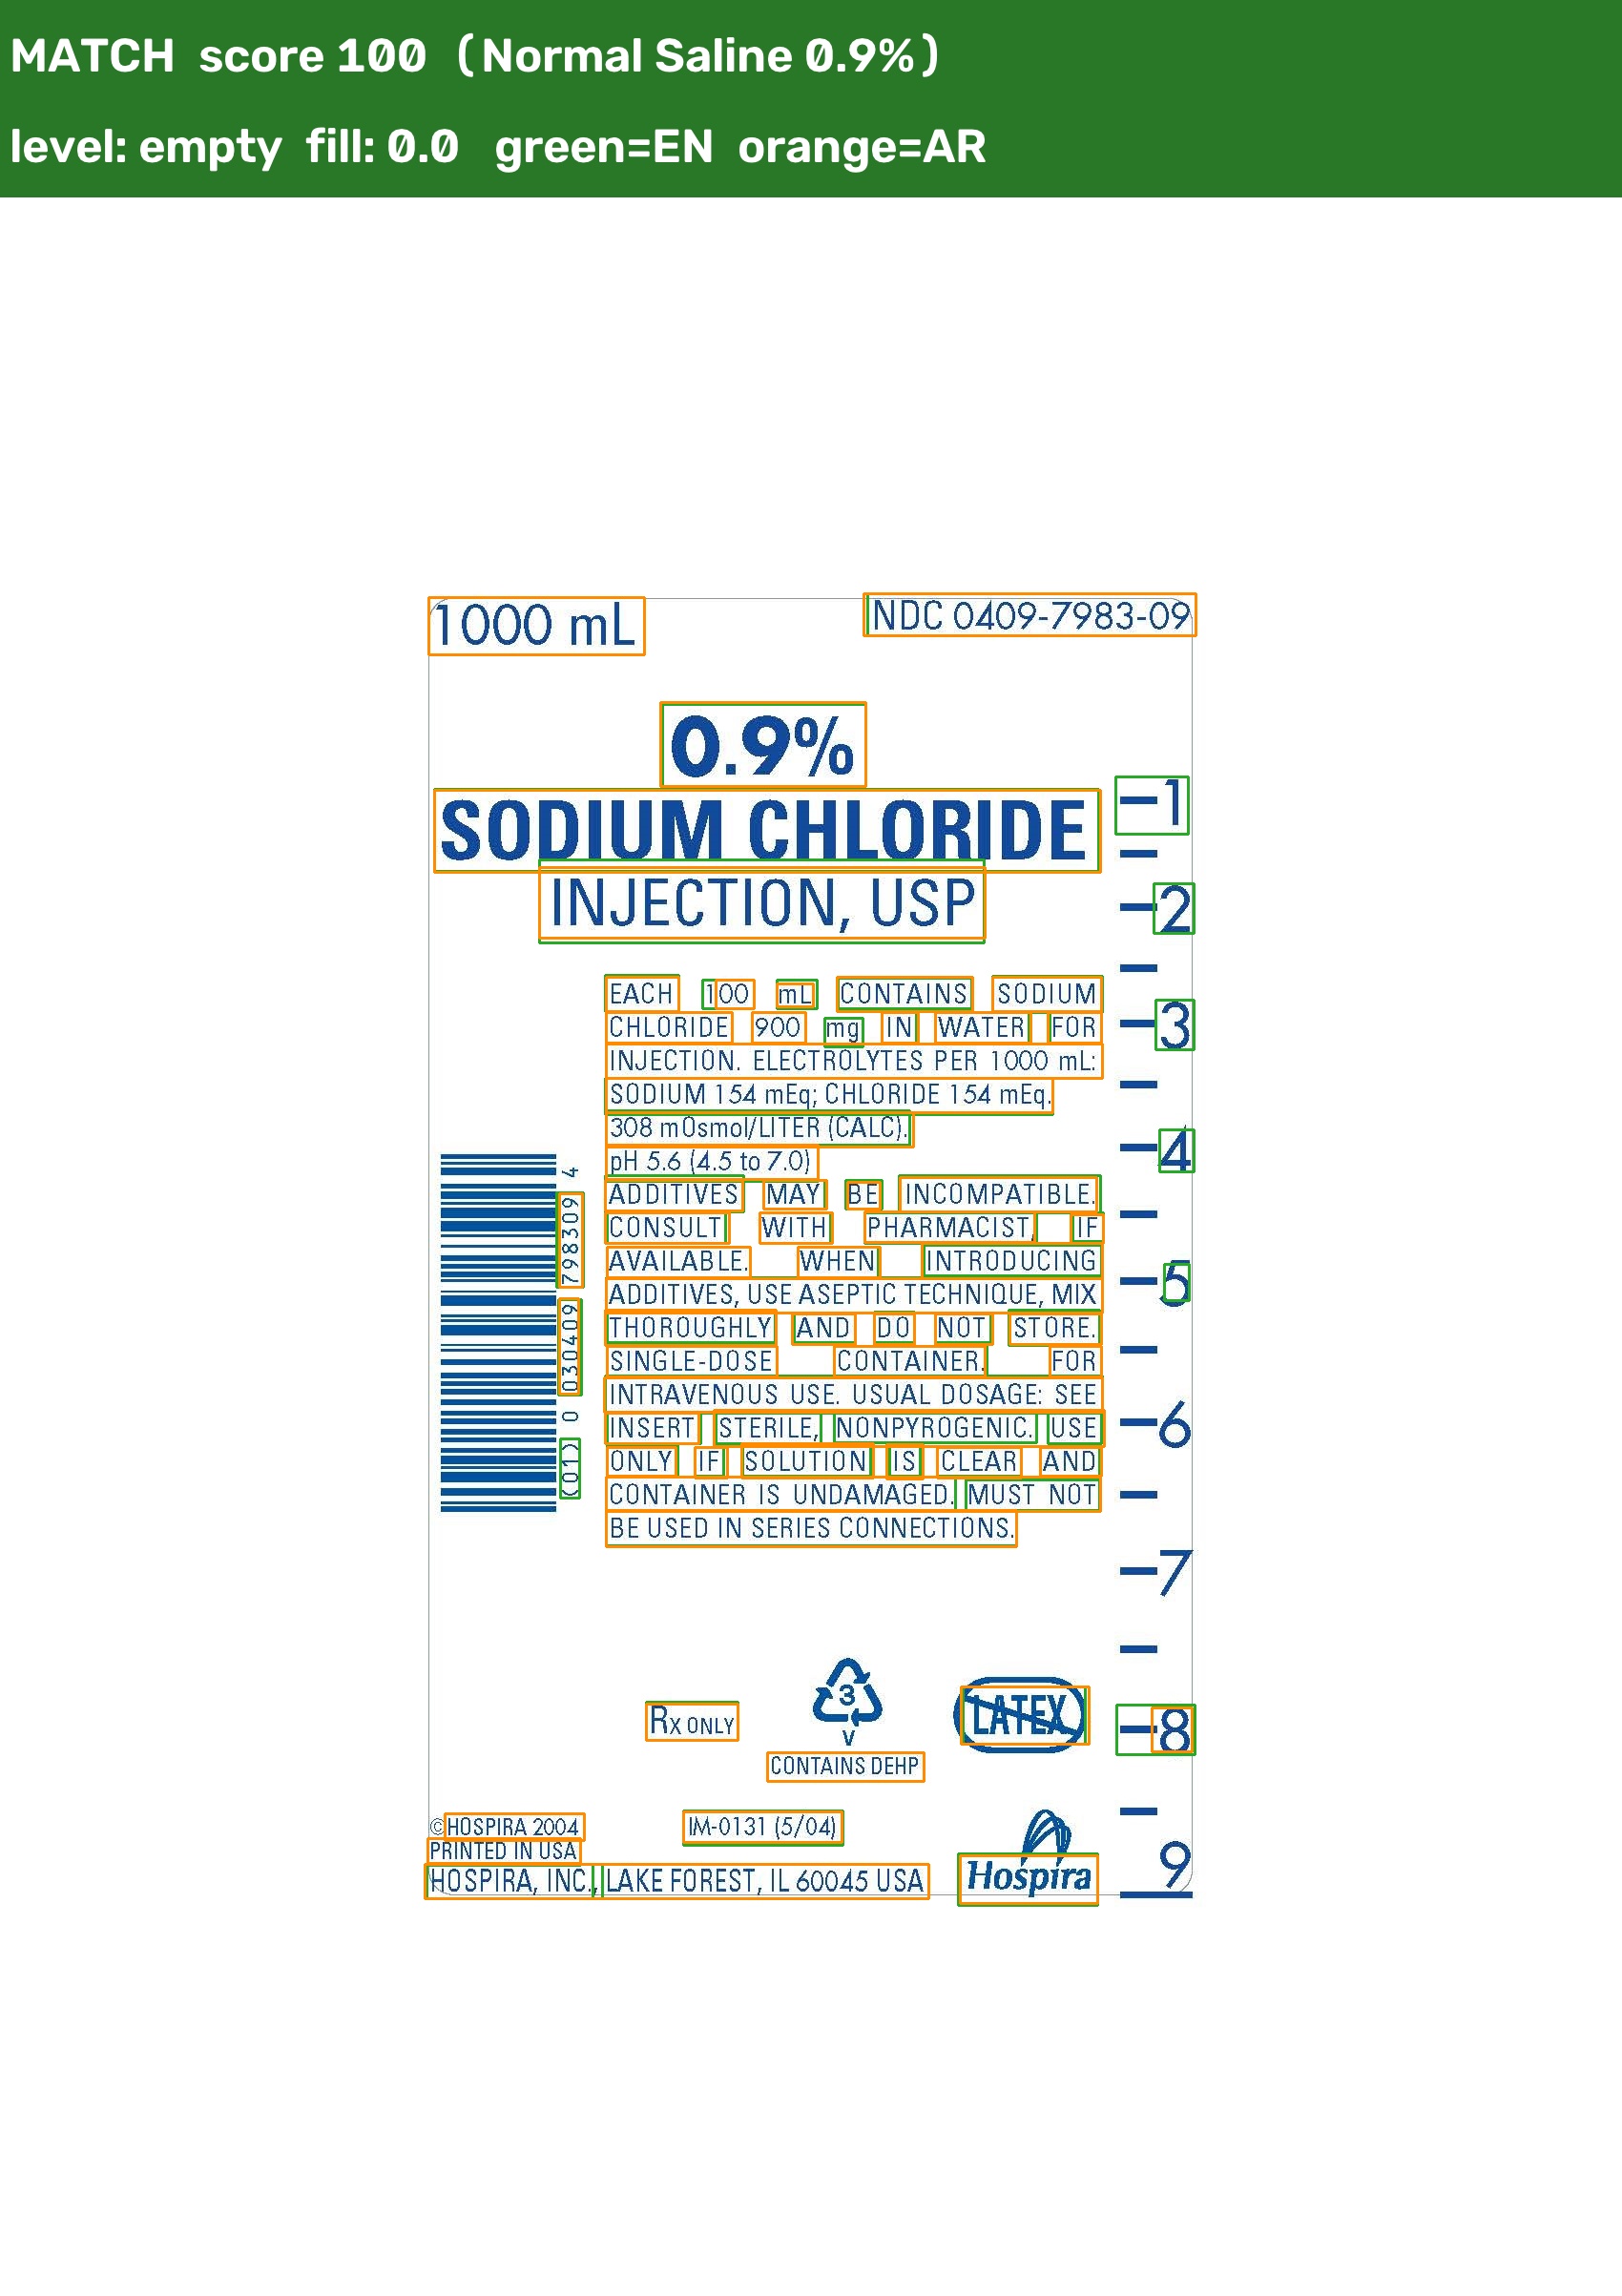 MATCH score 100 (Normal Saline 0.9%)
level: empty fill: 0.0 green=EN orange=AR
1000 mL
NDC 0409-7983-09
0.9%
SODIUM CHLORIDE
INJECTION, USP
EACH 100 mL CONTAINS SODIUM
CHLORIDE 900 mg IN WATER FOR
INJECTION. ELECTROLYTES PER 1000 mL:
SODIUM 154 mEq; CHLORIDE 154 mEq.
308 mOsmol/LITER (CALC).
pH 5.6 (4.5 to 7.0)
ADDITIVES MAY BE INCOMPATIBLE.
CONSULT WITH PHARMACIST, IF
AVAILABLE. WHEN INTRODUCING
ADDITIVES, USE ASEPTIC TECHNIQUE, MIX
THOROUGHLY AND DO NOT STORE.
SINGLE-DOSE CONTAINER. FOR
INTRAVENOUS USE. USUAL DOSAGE: SEE
INSERT STERILE, NONPYROGENIC. USE
ONLY IF SOLUTION IS CLEAR AND
CONTAINER IS UNDAMAGED. MUST NOT
BE USED IN SERIES CONNECTIONS.
(01) 0 030409 798309 4
1
2
3
4
5
6
7
8
9
RX ONLY
3
V
CONTAINS DEHP
LATEX
©HOSPIRA 2004
IM-0131 (5/04)
PRINTED IN USA
HOSPIRA, INC., LAKE FOREST, IL 60045 USA
Hospira